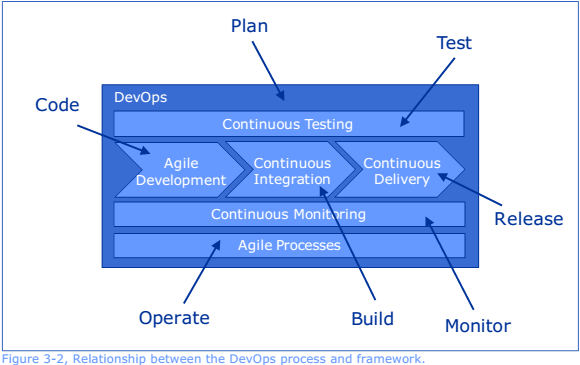 Plan
Test
Code
DevOps
Continuous Testing
Agile
Development
Continuous
Integration
Continuous
Delivery
Continuous Monitoring
Release
Agile Processes
Operate
Build
Monitor
Figure 3-2, Relationship between the DevOps process and framework.